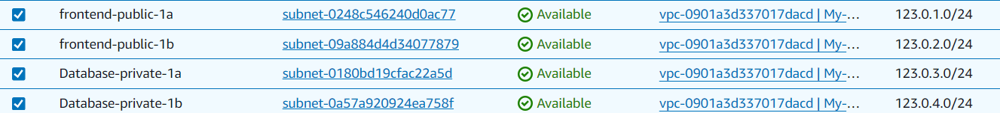 frontend-public-1a subnet-0248c546240d0ac77 Available vpc-0901a3d337017dacd | My-... 123.0.1.0/24
frontend-public-1b subnet-09a884d4d34077879 Available vpc-0901a3d337017dacd | My-... 123.0.2.0/24
Database-private-1a subnet-0180bd19cfac22a5d Available vpc-0901a3d337017dacd | My-... 123.0.3.0/24
Database-private-1b subnet-0a57a920924ea758f Available vpc-0901a3d337017dacd | My-... 123.0.4.0/24